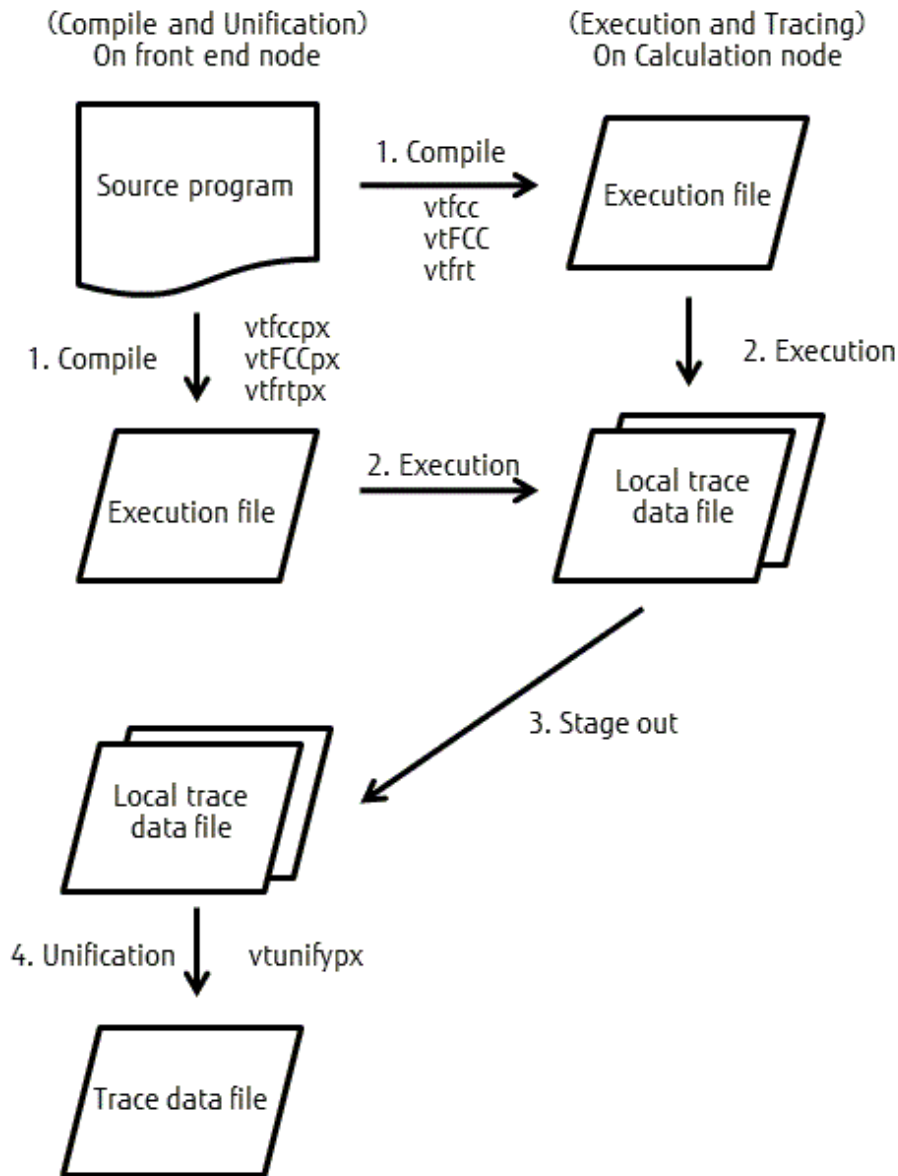 (Compile and Unification)
On front end node
(Execution and Tracing)
On Calculation node
Source program
1. Compile
vtfcc
vtFCC
vtfrt
Execution file
1. Compile
vtfccpx
vtFCCpx
vtfrtpx
2. Execution
Execution file
2. Execution
Local trace
data file
3. Stage out
Local trace
data file
4. Unification
vtunifypx
Trace data file